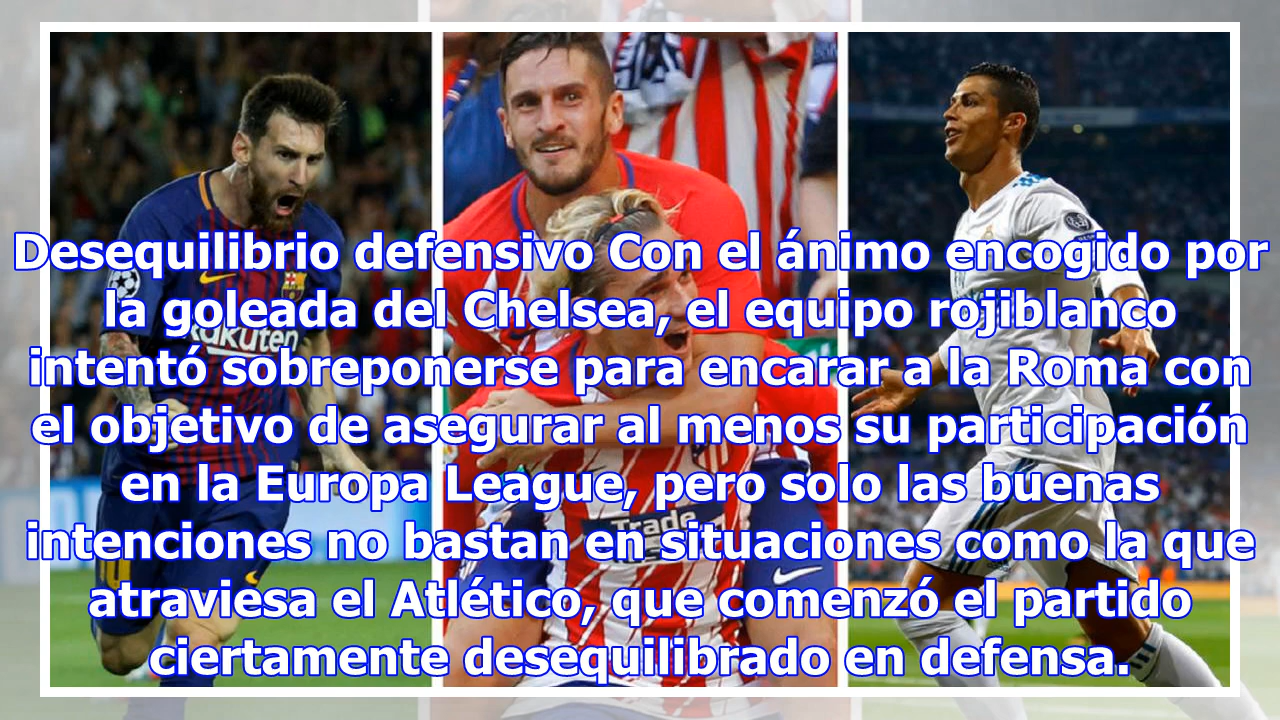 Desequilibrio defensivo Con el ánimo encogido por
la goleada del Chelsea, el equipo rojiblanco
intentó sobreponerse para encarar a la Roma con
el objetivo de asegurar al menos su participación
en la Europa League, pero solo las buenas
intenciones no bastan en situaciones como la que
atraviesa el Atlético, que comenzó el partido
ciertamente desequilibrado en defensa.
Rakuten
Trade